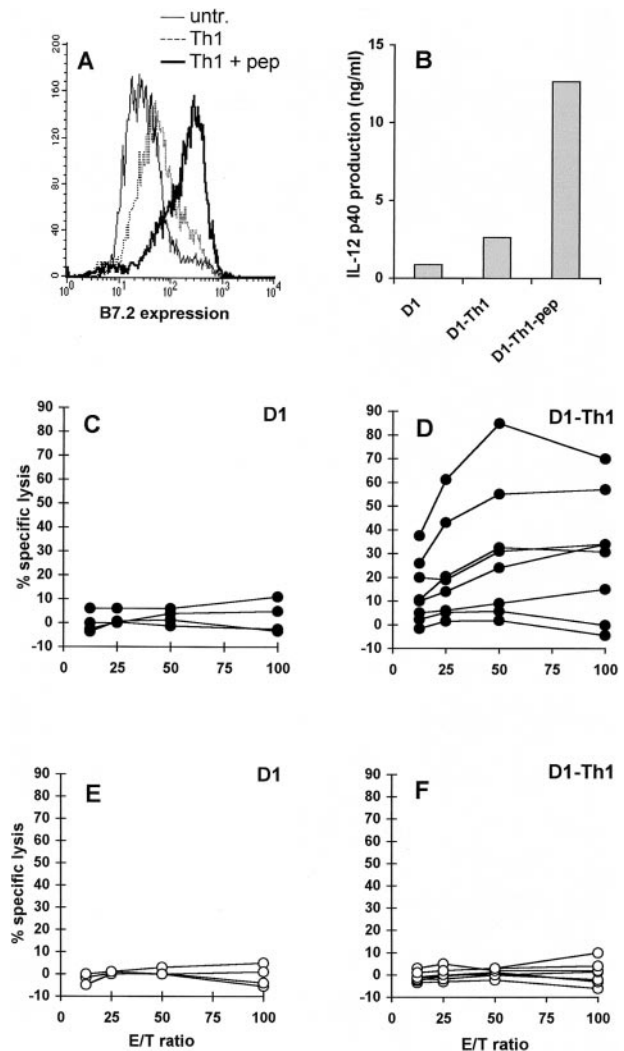 untr.
Th1
Th1 + pep
A
200
160
120
80
40
0
10⁰ 10¹ 10² 10³ 10⁴
B7.2 expression
B
IL-12 p40 production (ng/ml)
15
10
5
0
D1
D1-Th1
D1-Th1-pep
C
D1
% specific lysis
90
80
70
60
50
40
30
20
10
0
-10
0 25 50 75 100
D
D1-Th1
90
80
70
60
50
40
30
20
10
0
-10
0 25 50 75 100
E
D1
% specific lysis
90
80
70
60
50
40
30
20
10
0
-10
0 25 50 75 100
E/T ratio
F
D1-Th1
90
80
70
60
50
40
30
20
10
0
-10
0 25 50 75 100
E/T ratio